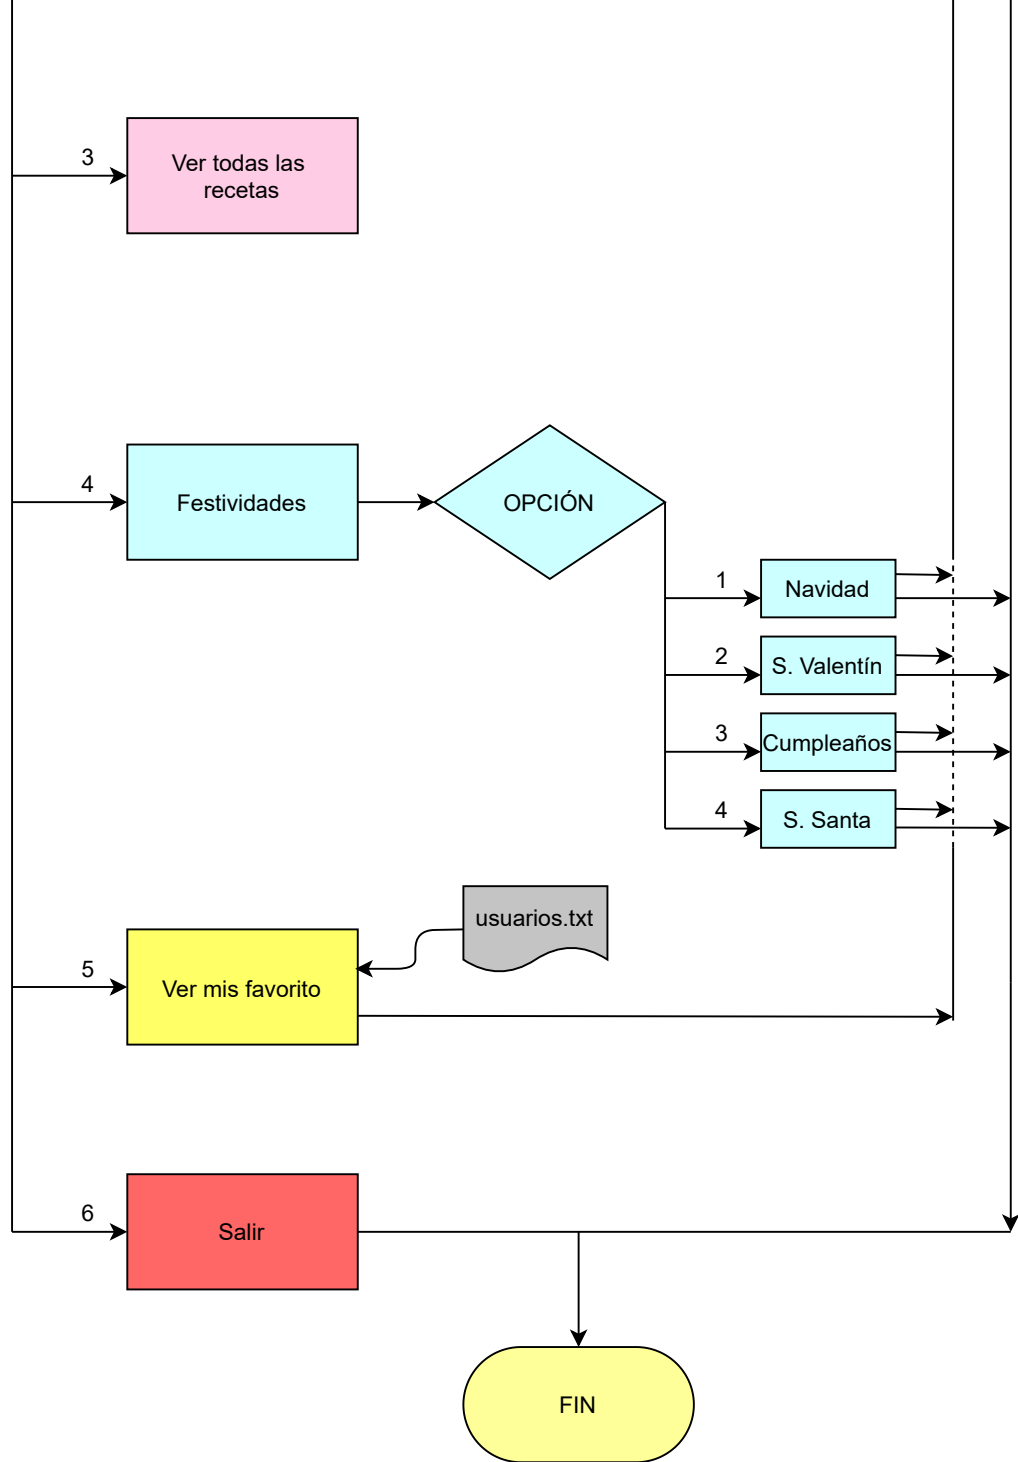 3
Ver todas las
recetas
4
Festividades
OPCIÓN
1
Navidad
2
S. Valentín
3
Cumpleaños
4
S. Santa
usuarios.txt
5
Ver mis favorito
6
Salir
FIN